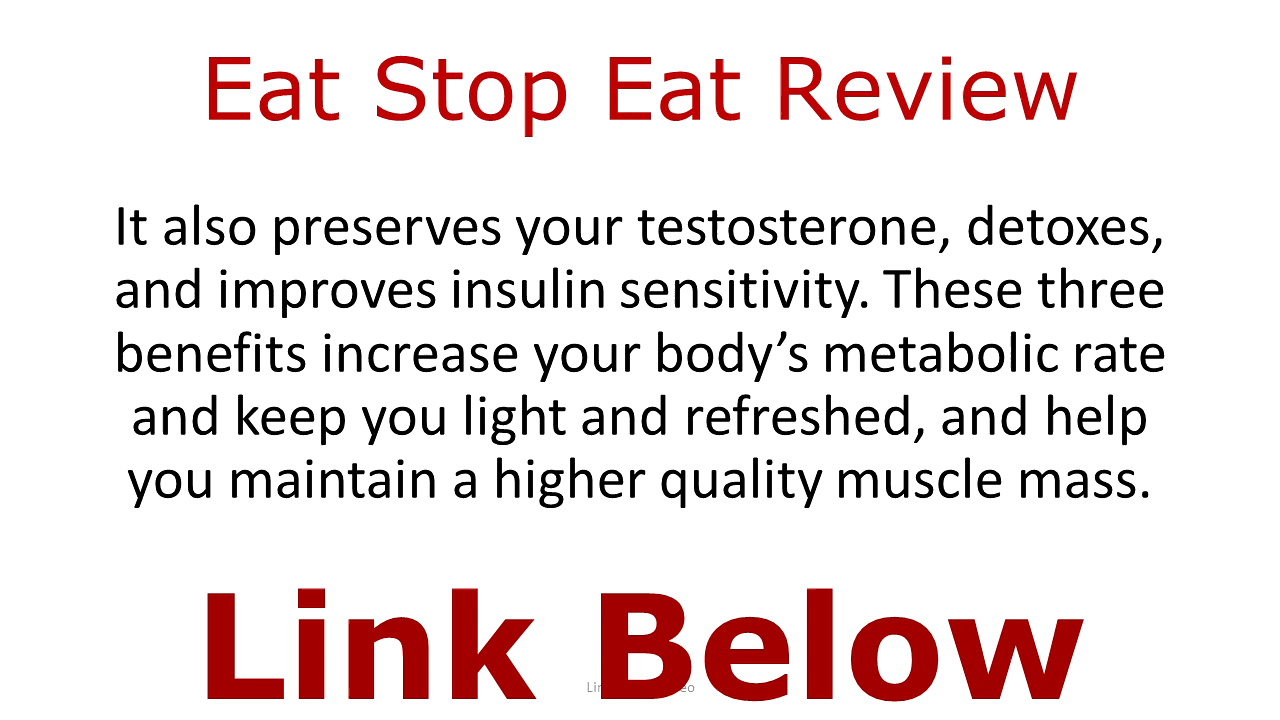 Eat Stop Eat Review
It also preserves your testosterone, detoxes,
and improves insulin sensitivity. These three
benefits increase your body’s metabolic rate
and keep you light and refreshed, and help
you maintain a higher quality muscle mass.
Link Below